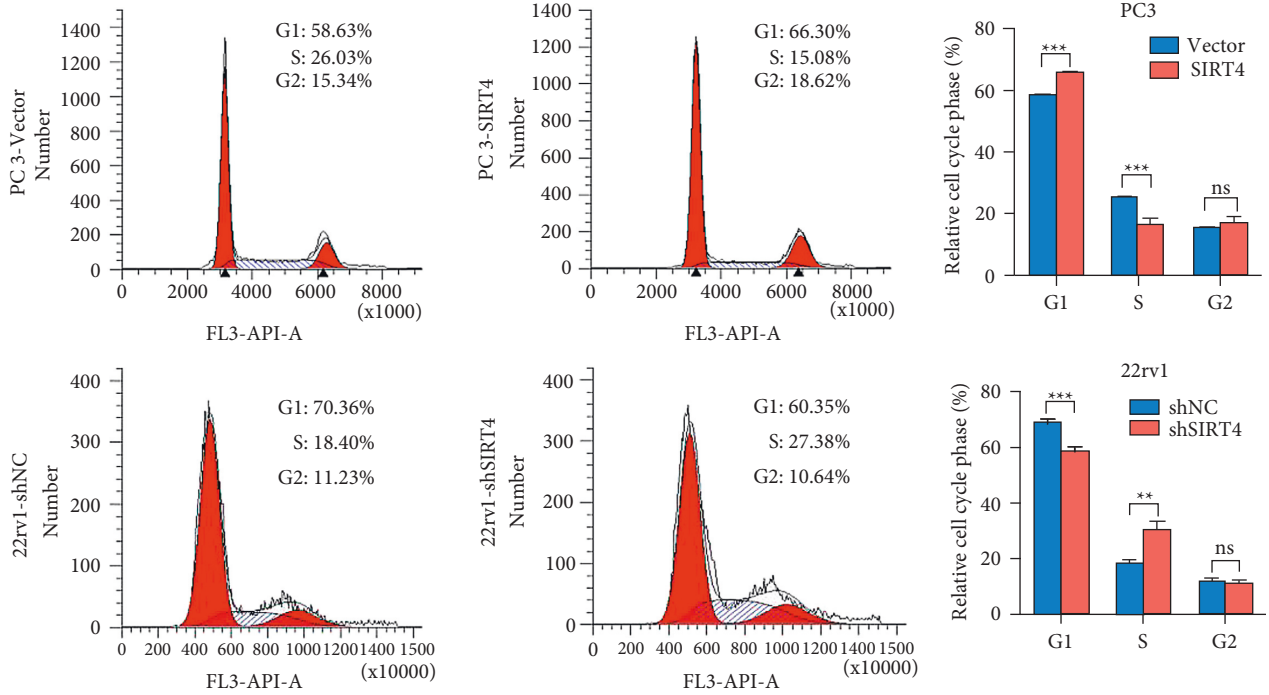 PC 3-Vector
Number
1400
1200
1000
800
600
400
200
0
G1: 58.63%
S: 26.03%
G2: 15.34%
0 2000 4000 6000 8000
(x1000)
FL3-API-A
PC 3-SIRT4
Number
1400
1200
1000
800
600
400
200
0
G1: 66.30%
S: 15.08%
G2: 18.62%
0 2000 4000 6000 8000
(x1000)
FL3-API-A
PC3
Relative cell cycle phase (%)
80
60
40
20
0
Vector
SIRT4
***
***
ns
G1 S G2
22rv1-shNC
Number
400
300
200
100
0
G1: 70.36%
S: 18.40%
G2: 11.23%
0 200 400 600 800 1000 1200 1500
(x10000)
FL3-API-A
22rv1-shSIRT4
Number
400
300
200
100
0
G1: 60.35%
S: 27.38%
G2: 10.64%
0 200 400 600 800 1000 1200 1500
(x10000)
FL3-API-A
22rv1
Relative cell cycle phase (%)
80
60
40
20
0
shNC
shSIRT4
***
**
ns
G1 S G2